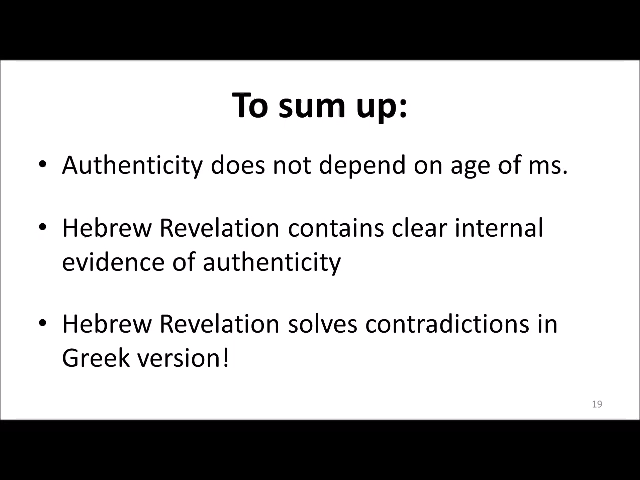 To sum up:
• Authenticity does not depend on age of ms.
• Hebrew Revelation contains clear internal
evidence of authenticity
• Hebrew Revelation solves contradictions in
Greek version!
19